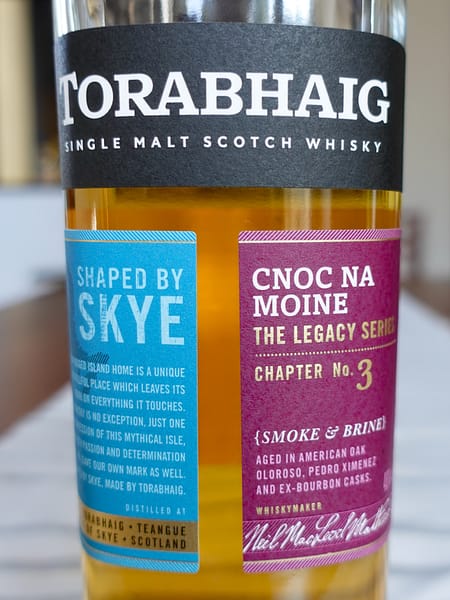 TORABHAIG
SINGLE MALT SCOTCH WHISKY
SHAPED BY
SKYE
ISLAND HOME IS A UNIQUE
PLACE WHICH LEAVES ITS
ON EVERYTHING IT TOUCHES.
IS NO EXCEPTION, JUST ONE
OF THIS MYTHICAL ISLE,
PASSION AND DETERMINATION
OUR OWN MARK AS WELL.
SKYE, MADE BY TORABHAIG.
DISTILLED AT
TORABHAIG • TEANGUE
OF SKYE • SCOTLAND
CNOC NA
MOINE
THE LEGACY SERIES
CHAPTER No. 3
{SMOKE & BRINE}
AGED IN AMERICAN OAK
OLOROSO, PEDRO XIMENEZ
AND EX-BOURBON CASKS.
WHISKYMAKER
Neil MacLeod